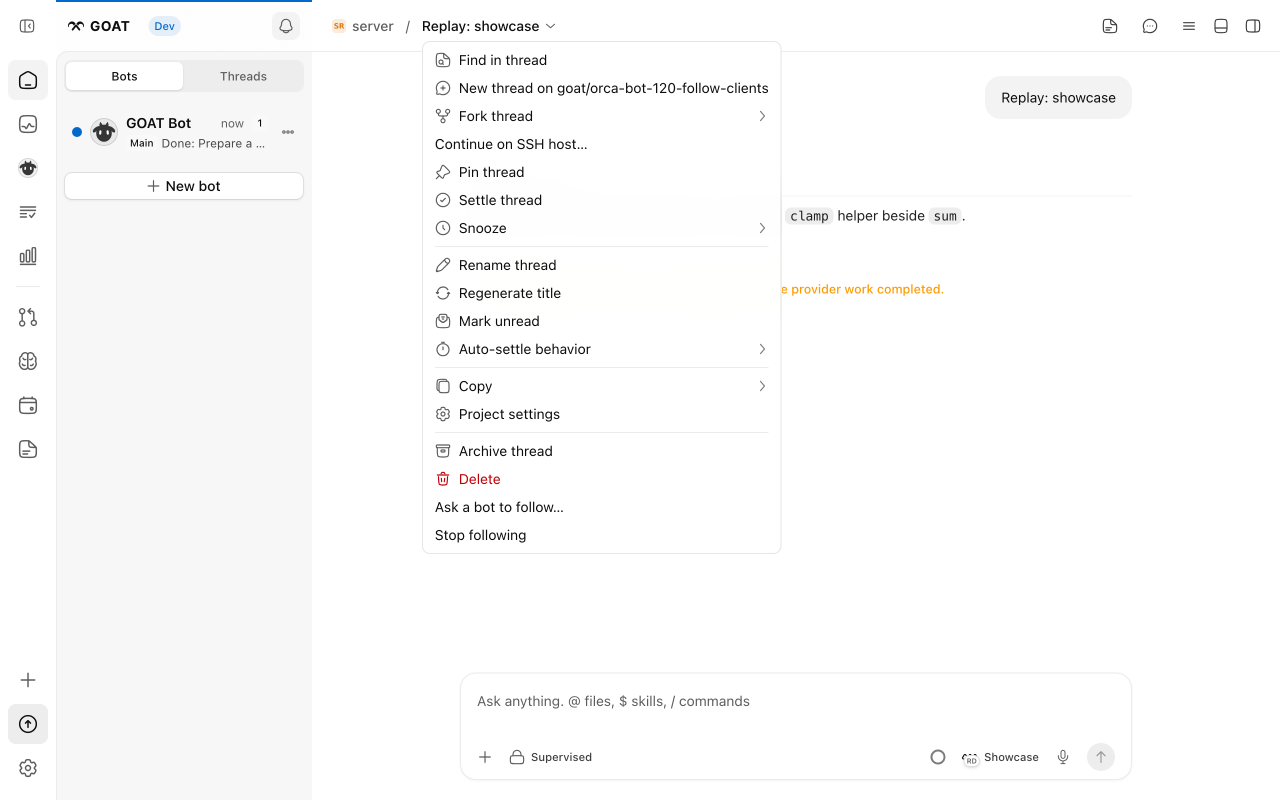 GOAT
Dev
SR server / Replay: showcase
Bots
Threads
GOAT Bot
now
1
Main
Done: Prepare a ...
New bot
Find in thread
New thread on goat/orca-bot-120-follow-clients
Fork thread
Continue on SSH host...
Pin thread
Settle thread
Snooze
Rename thread
Regenerate title
Mark unread
Auto-settle behavior
Copy
Project settings
Archive thread
Delete
Ask a bot to follow...
Stop following
Replay: showcase
clamp helper beside sum.
e provider work completed.
Ask anything. @ files, $ skills, / commands
Supervised
RD
Showcase